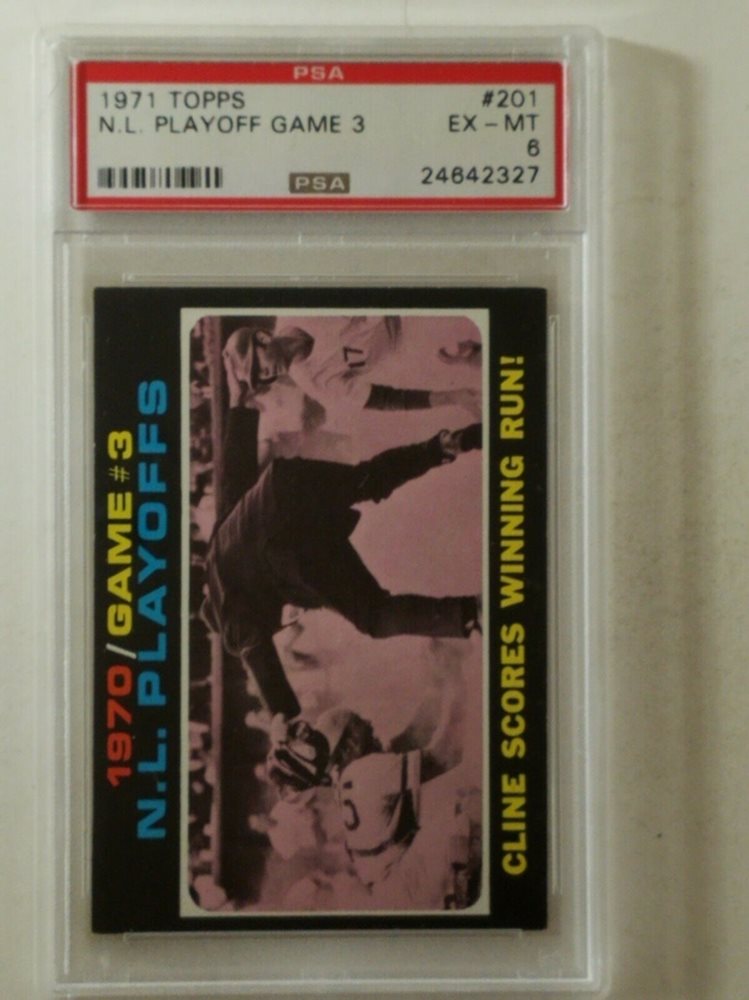 PSA
1971 TOPPS #201
N.L. PLAYOFF GAME 3 EX - MT
6
PSA 24642327
1970/GAME#3
N.L. PLAYOFFS
17
CLINE SCORES WINNING RUN!